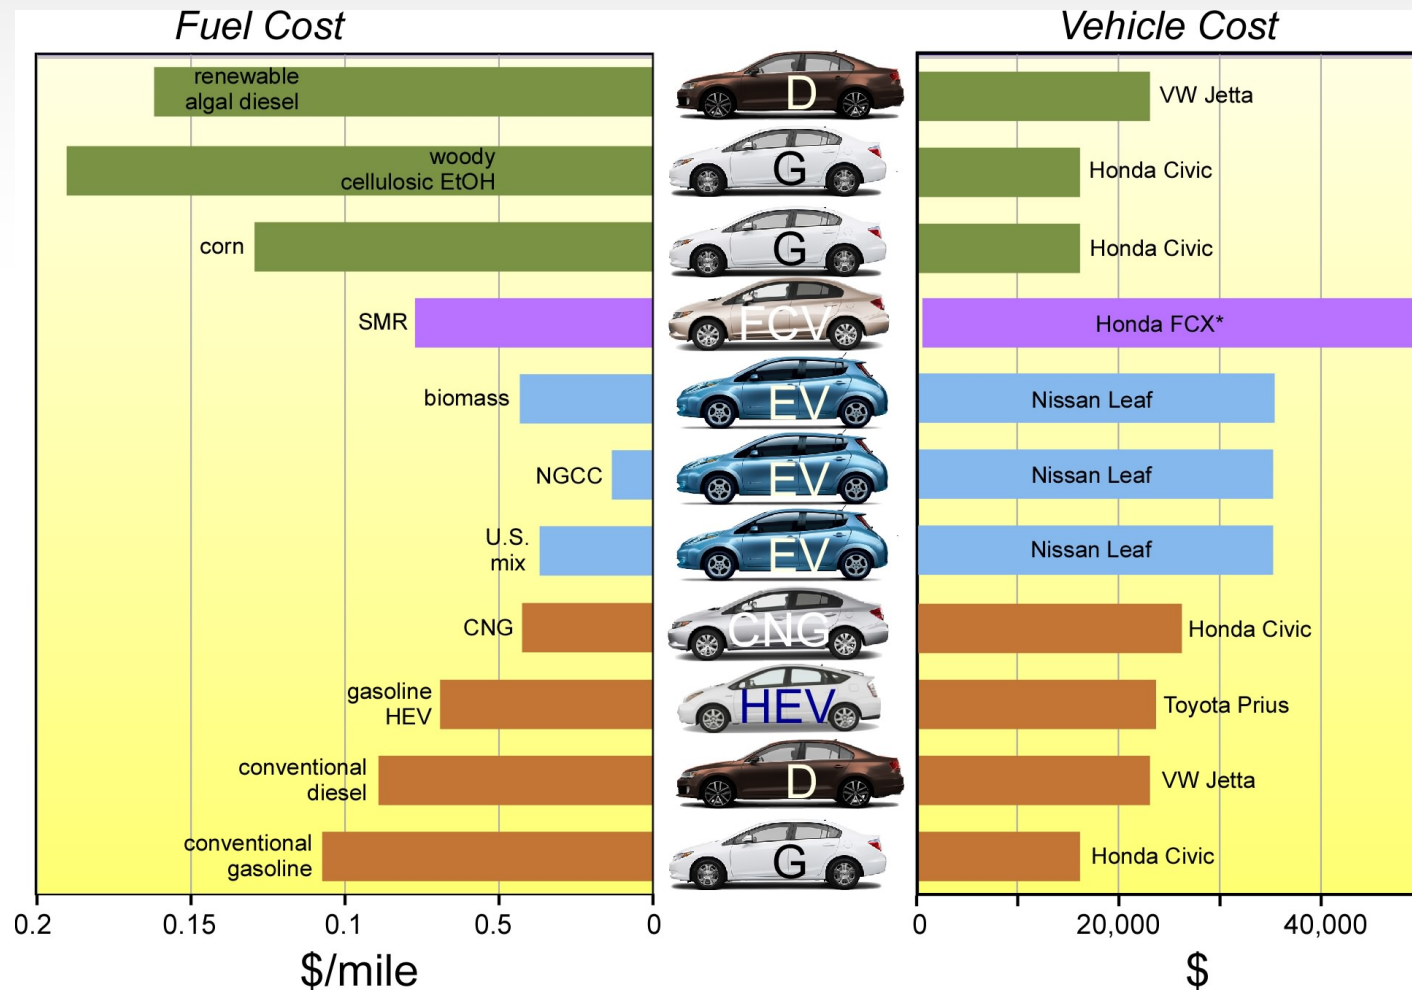 Fuel Cost
Vehicle Cost
renewable
algal diesel
D
VW Jetta
woody
cellulosic EtOH
G
Honda Civic
corn
G
Honda Civic
SMR
FCV
Honda FCX*
biomass
EV
Nissan Leaf
NGCC
EV
Nissan Leaf
U.S.
mix
EV
Nissan Leaf
CNG
CNG
Honda Civic
gasoline
HEV
HEV
Toyota Prius
conventional
diesel
D
VW Jetta
conventional
gasoline
G
Honda Civic
0.2 0.15 0.1 0.5 0
0 20,000 40,000
$/mile
$